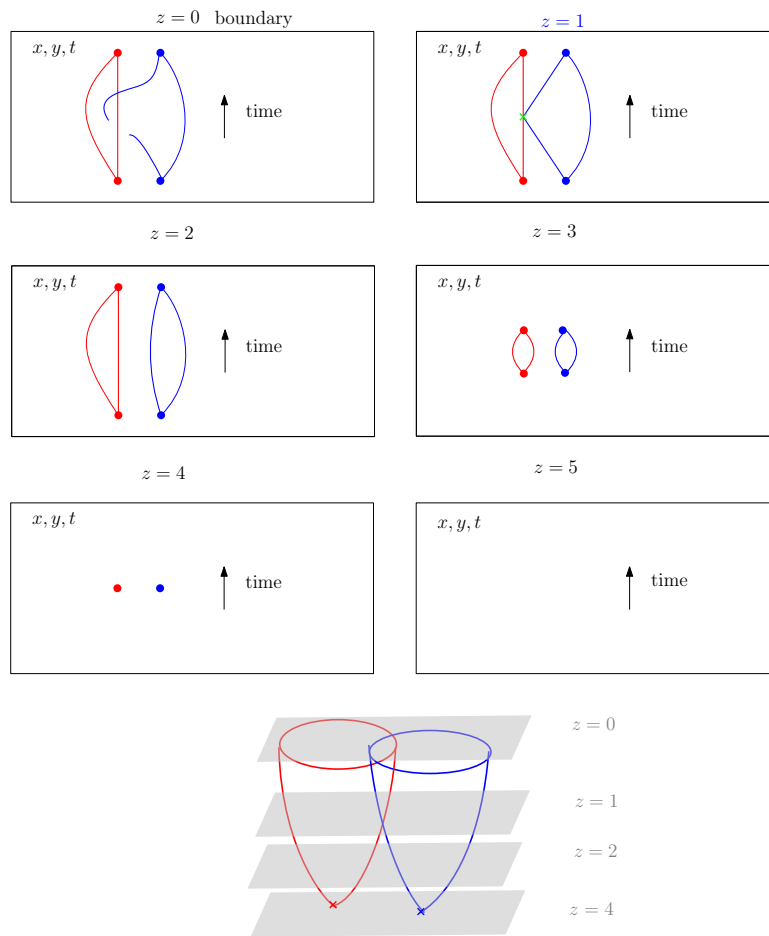 z = 0 boundary
x, y, t
time
z = 1
x, y, t
time
z = 2
x, y, t
time
z = 3
x, y, t
time
z = 4
x, y, t
time
z = 5
x, y, t
time
z = 0
z = 1
z = 2
z = 4